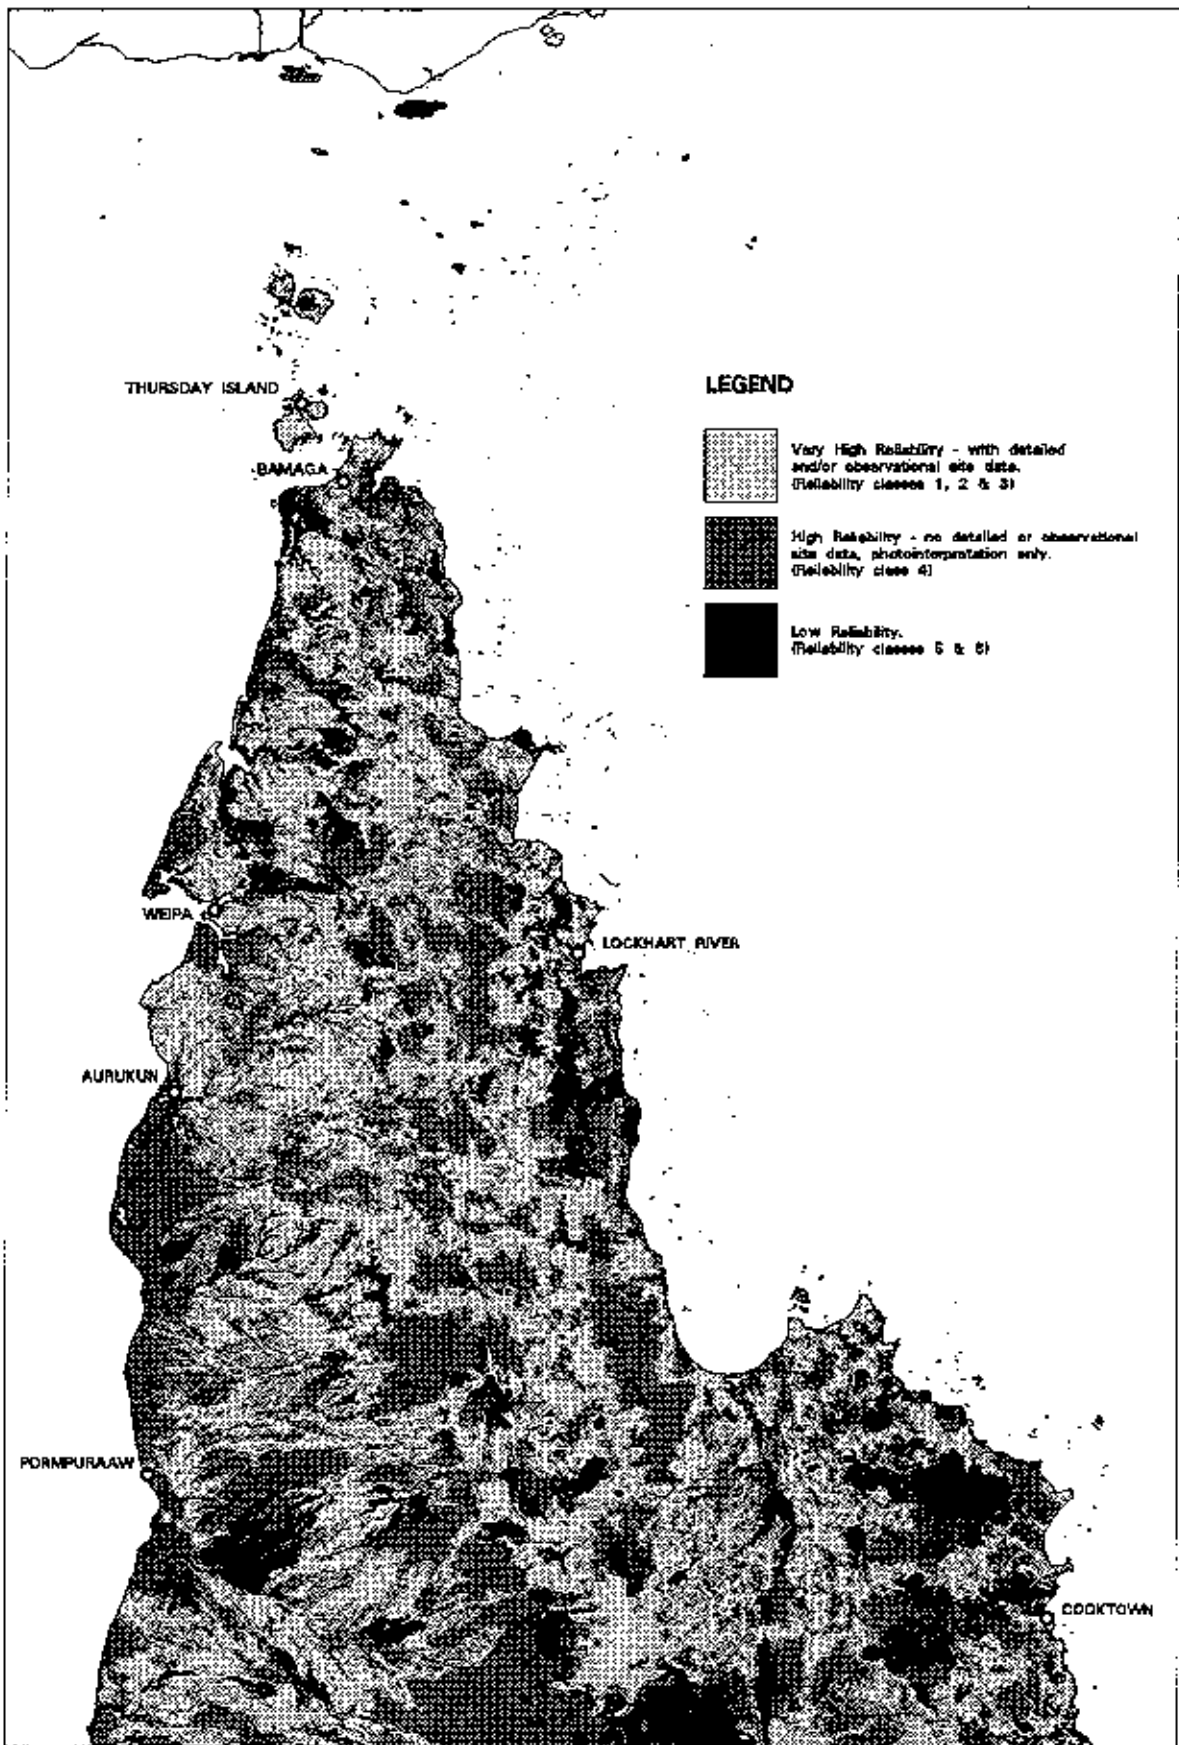 THURSDAY ISLAND
LEGEND
Very High Reliability - with detailed
and/or observational site data.
(Reliability classes 1, 2 & 3)
BAMAGA
High Reliability - no detailed or observational
site data, photointerpretation only.
(Reliability class 4)
Low Reliability.
(Reliability classes 5 & 6)
WEIPA
LOCKHART RIVER
AURUKUN
PORMPURAAW
COOKTOWN